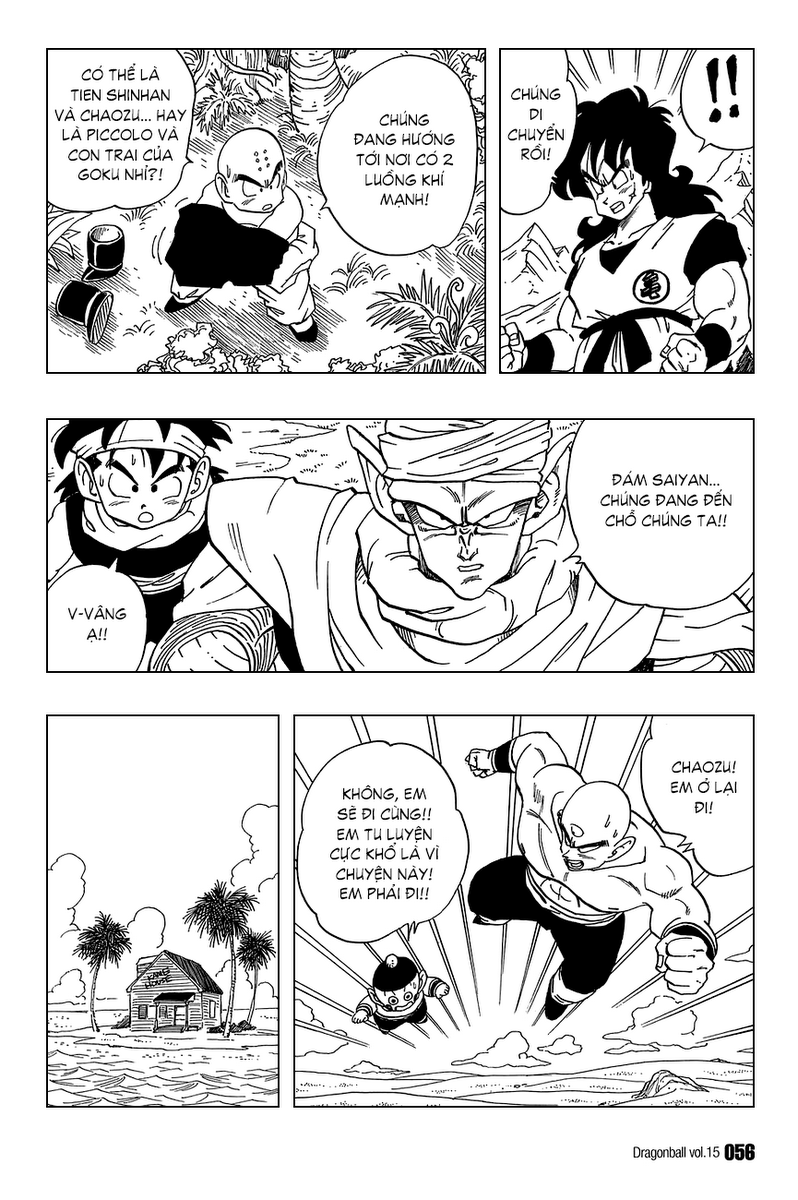 !!
CHÚNG
DI
CHUYỂN
RỒI!
CHÚNG
ĐANG HƯỚNG
TỚI NƠI CÓ 2
LUỒNG KHÍ
MẠNH!
CÓ THỂ LÀ
TIEN SHINHAN
VÀ CHAOZU... HAY
LÀ PICCOLO VÀ
CON TRAI CỦA
GOKU NHỈ?!
亀
ĐÁM SAIYAN...
CHÚNG ĐANG ĐẾN
CHỖ CHÚNG TA!!
V-VÂNG
Ạ!!
CHAOZU!
EM Ở LẠI
ĐI!
KHÔNG, EM
SẼ ĐI CÙNG!!
EM TU LUYỆN
CỰC KHỔ LÀ VÌ
CHUYỆN NÀY!
EM PHẢI ĐI!!
KAME
HOUSE
Dragonball vol.15 056